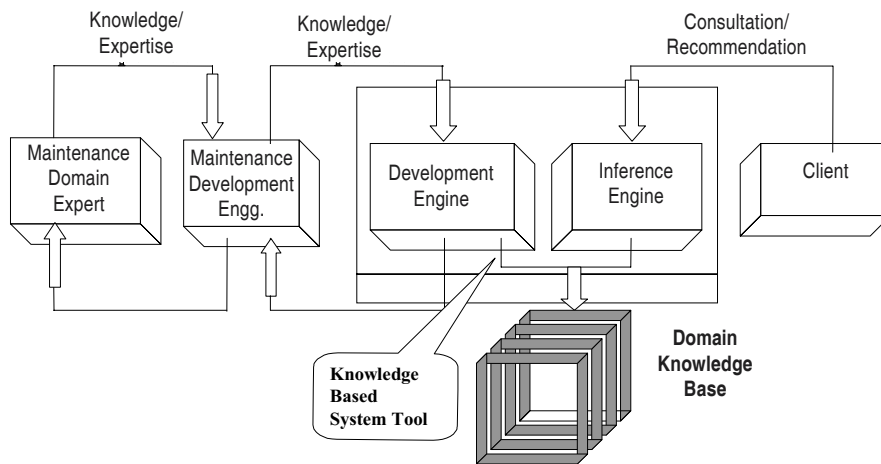 Knowledge/
Expertise
Knowledge/
Expertise
Consultation/
Recommendation
Maintenance
Domain
Expert
Maintenance
Development
Engg.
Development
Engine
Inference
Engine
Client
Knowledge
Based
System Tool
Domain
Knowledge
Base